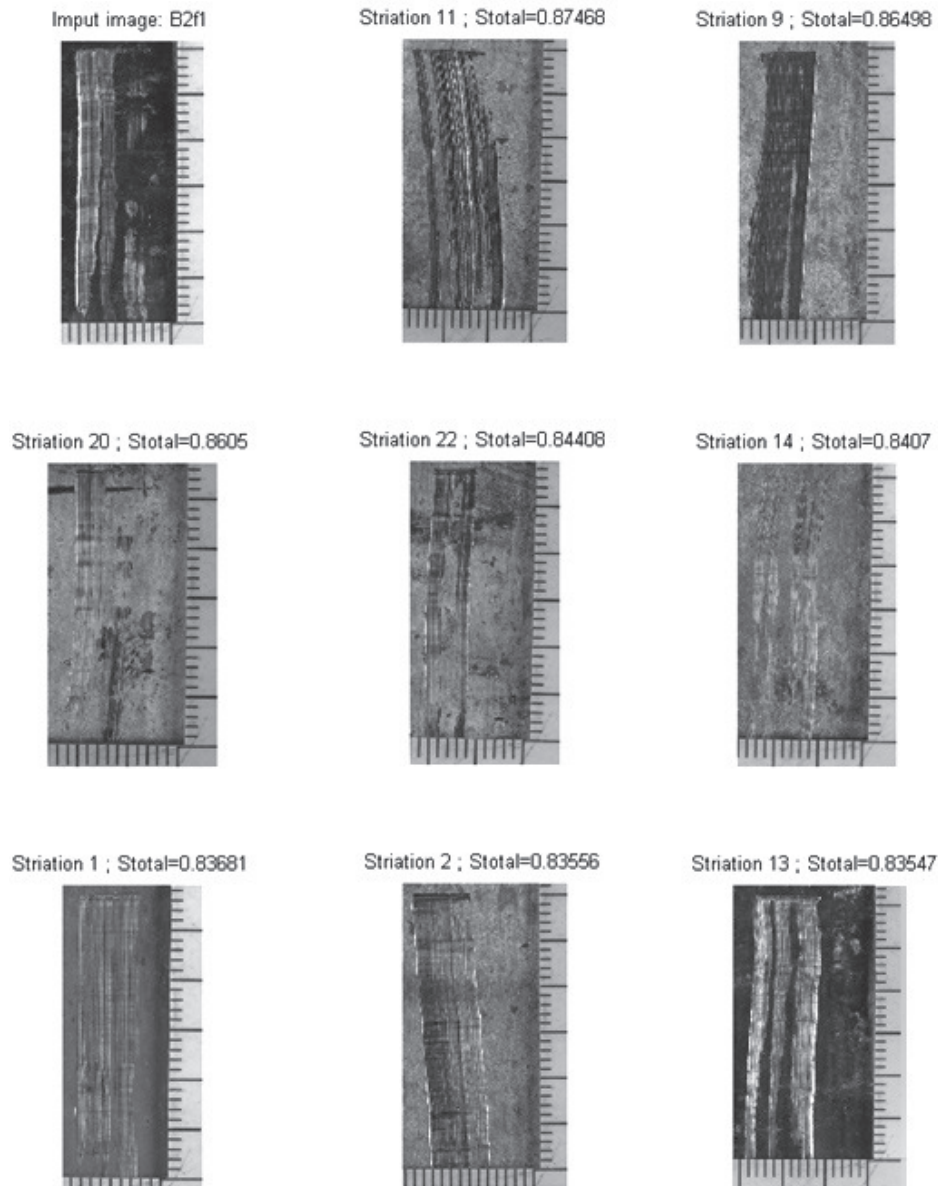 Input image: B2f1
Striation 11 ; Stotal=0.87468
Striation 9 ; Stotal=0.86498
Striation 20 ; Stotal=0.8605
Striation 22 ; Stotal=0.84408
Striation 14 ; Stotal=0.8407
Striation 1 ; Stotal=0.83681
Striation 2 ; Stotal=0.83556
Striation 13 ; Stotal=0.83547